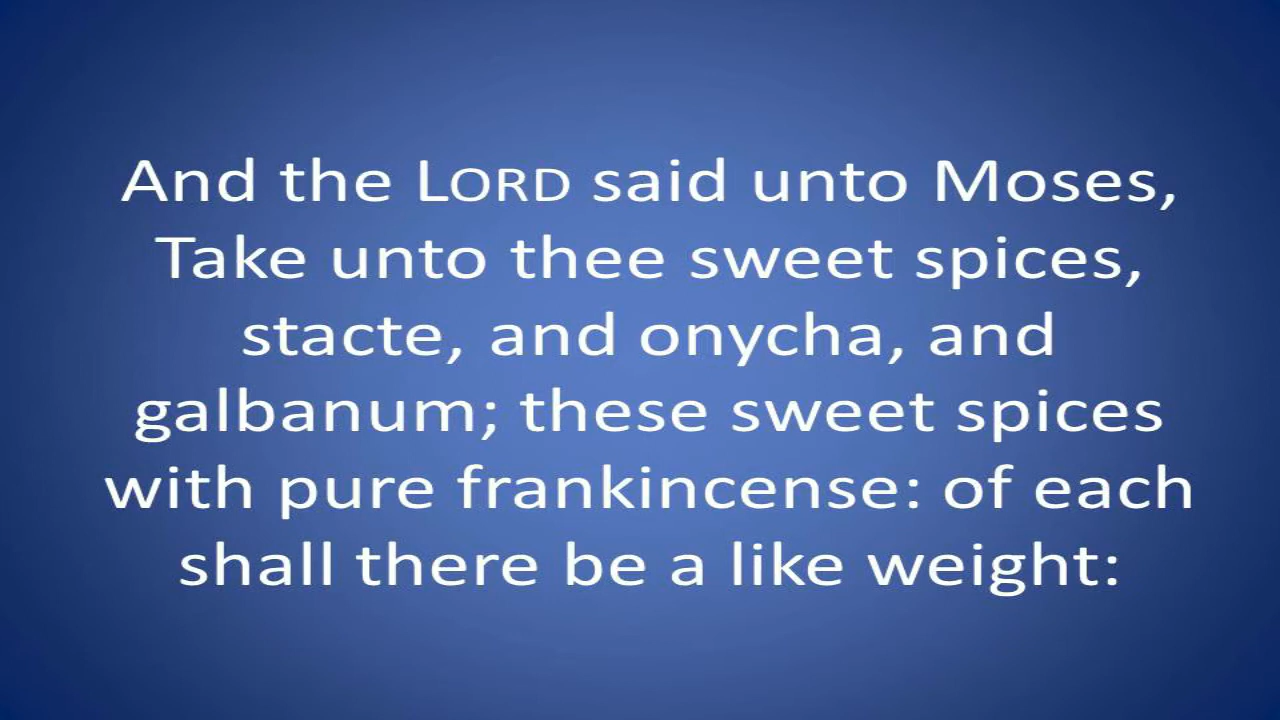 And the LORD said unto Moses,
Take unto thee sweet spices,
stacte, and onycha, and
galbanum; these sweet spices
with pure frankincense: of each
shall there be a like weight: